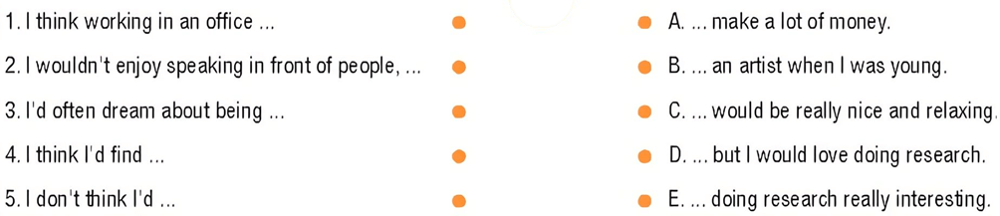 1. I think working in an office ...
A. ... make a lot of money.
2. I wouldn't enjoy speaking in front of people, ...
B. ... an artist when I was young.
3. I'd often dream about being ...
C. ... would be really nice and relaxing.
4. I think I'd find ...
D. ... but I would love doing research.
5. I don't think I'd ...
E. ... doing research really interesting.